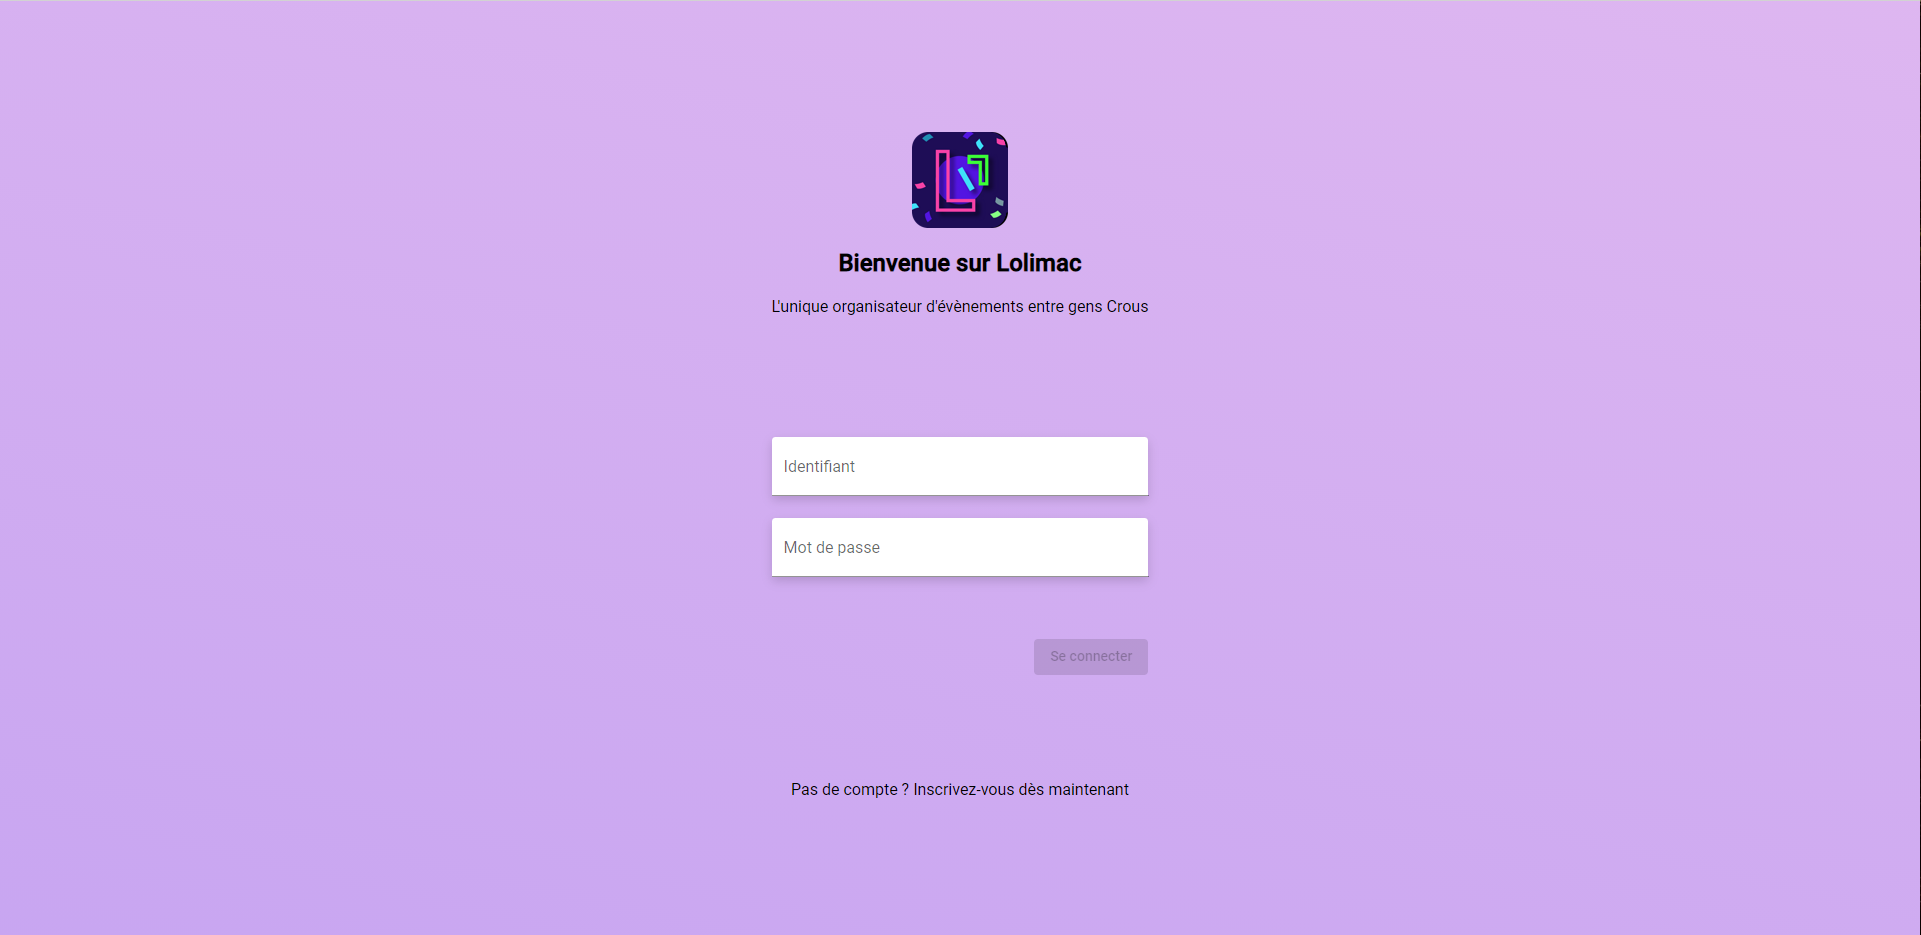 Bienvenue sur Lolimac
L'unique organisateur d'évènements entre gens Crous
Identifiant
Mot de passe
Se connecter
Pas de compte ? Inscrivez-vous dès maintenant